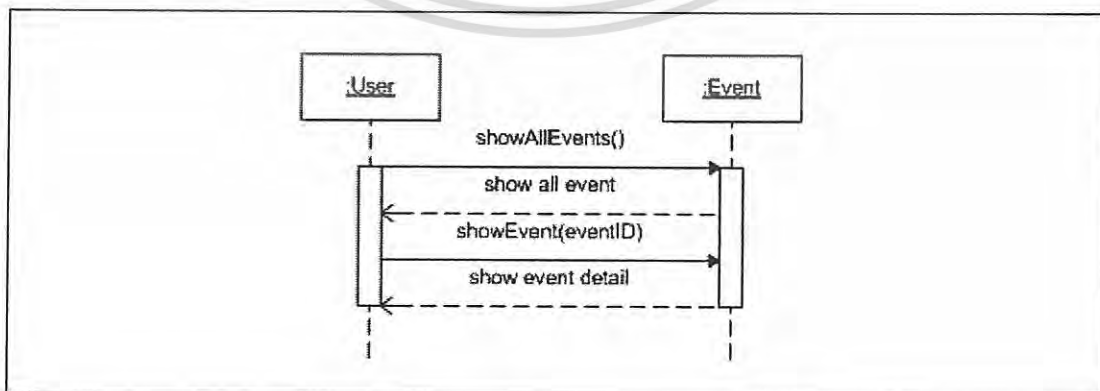 :User
:Event
showAllEvents()
show all event
showEvent(eventID)
show event detail